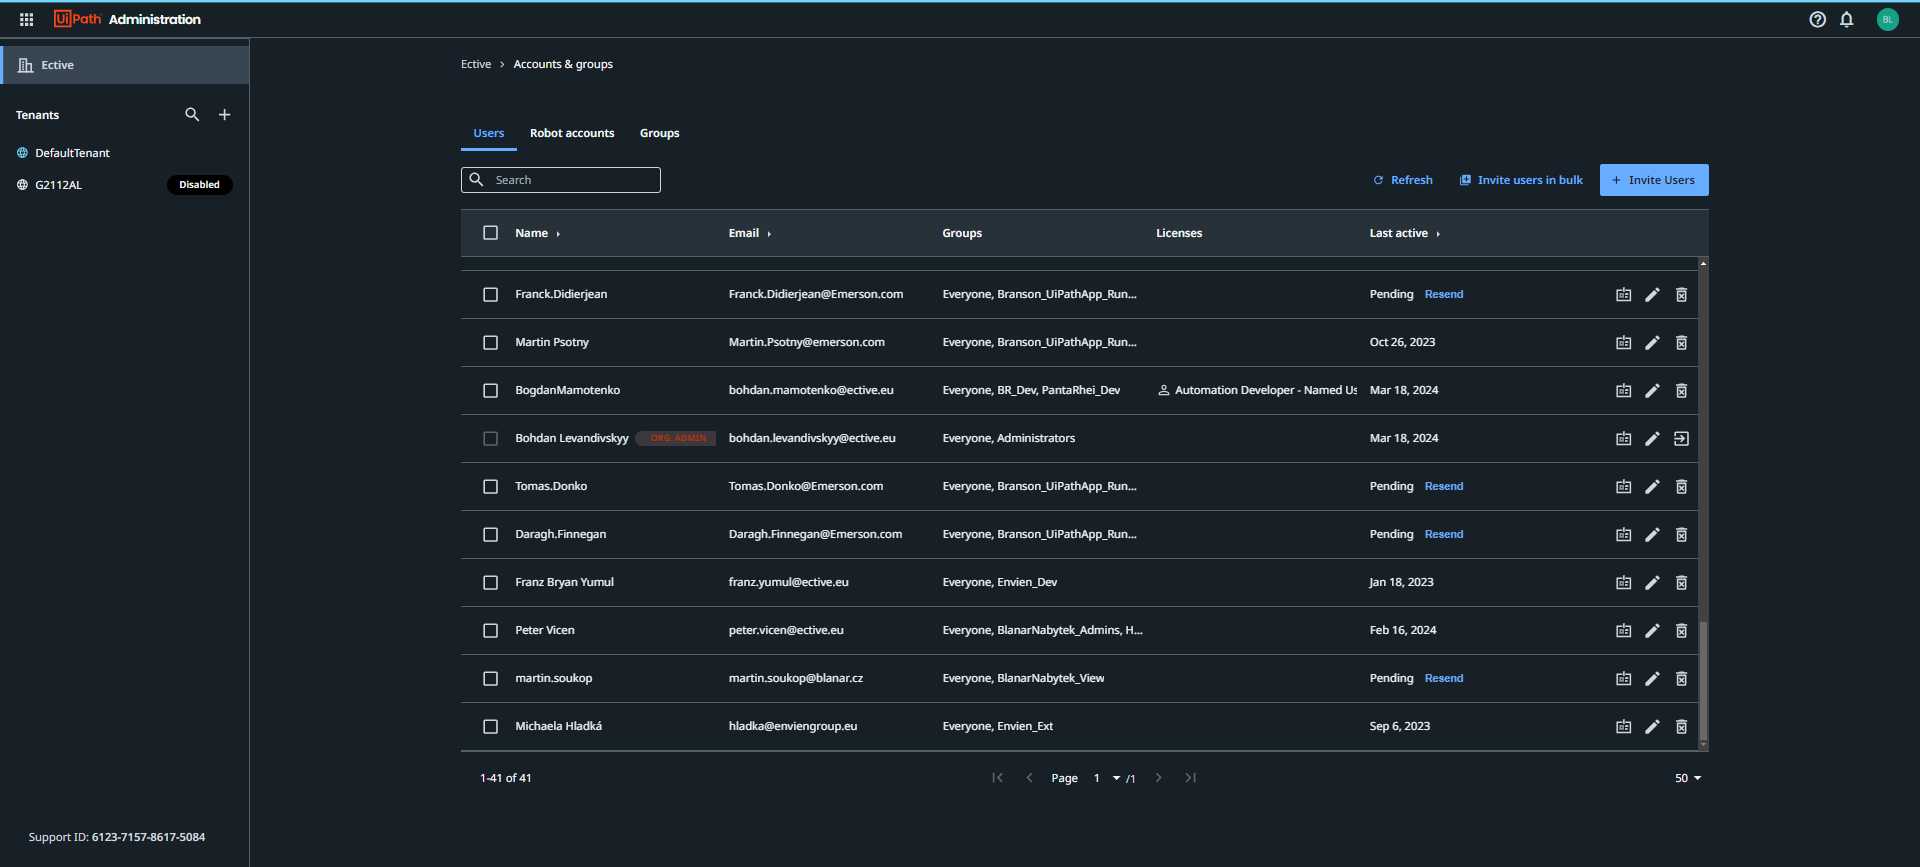 UiPath Administration
BL
Ective
Tenants
DefaultTenant
G2112AL Disabled
Support ID: 6123-7157-8617-5084
Ective > Accounts & groups
Users Robot accounts Groups
Search Refresh Invite users in bulk + Invite Users
Name Email Groups Licenses Last active
Franck.Didierjean Franck.Didierjean@Emerson.com Everyone, Branson_UiPathApp_Run... Pending Resend
Martin Psotny Martin.Psotny@emerson.com Everyone, Branson_UiPathApp_Run... Oct 26, 2023
BogdanMamotenko bohdan.mamotenko@ective.eu Everyone, BR_Dev, PantaRhei_Dev Automation Developer - Named Us Mar 18, 2024
Bohdan Levandivskyy ORG. ADMIN bohdan.levandivskyy@ective.eu Everyone, Administrators Mar 18, 2024
Tomas.Donko Tomas.Donko@Emerson.com Everyone, Branson_UiPathApp_Run... Pending Resend
Daragh.Finnegan Daragh.Finnegan@Emerson.com Everyone, Branson_UiPathApp_Run... Pending Resend
Franz Bryan Yumul franz.yumul@ective.eu Everyone, Envien_Dev Jan 18, 2023
Peter Vicen peter.vicen@ective.eu Everyone, BlanarNabytek_Admins, H... Feb 16, 2024
martin.soukop martin.soukop@blanar.cz Everyone, BlanarNabytek_View Pending Resend
Michaela Hladká hladka@enviengroup.eu Everyone, Envien_Ext Sep 6, 2023
1-41 of 41 Page 1 /1 50